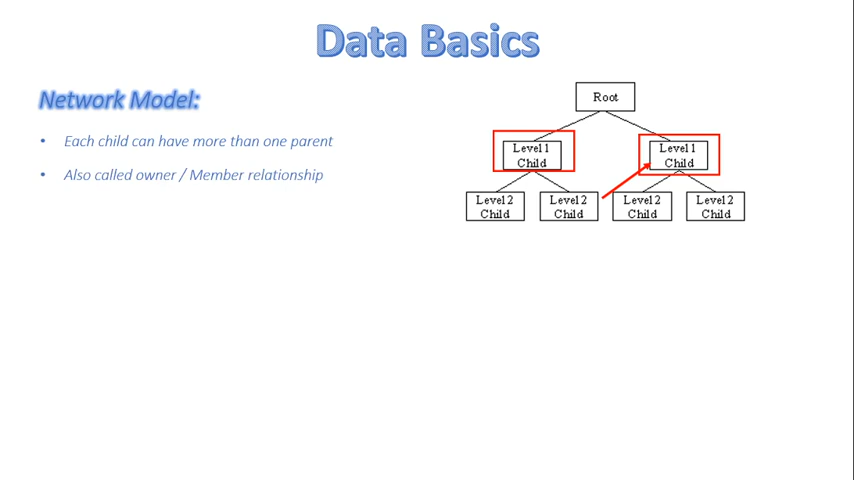 Data Basics
Network Model:
• Each child can have more than one parent
• Also called owner / Member relationship
Root
Level 1
Child
Level 1
Child
Level 2
Child
Level 2
Child
Level 2
Child
Level 2
Child